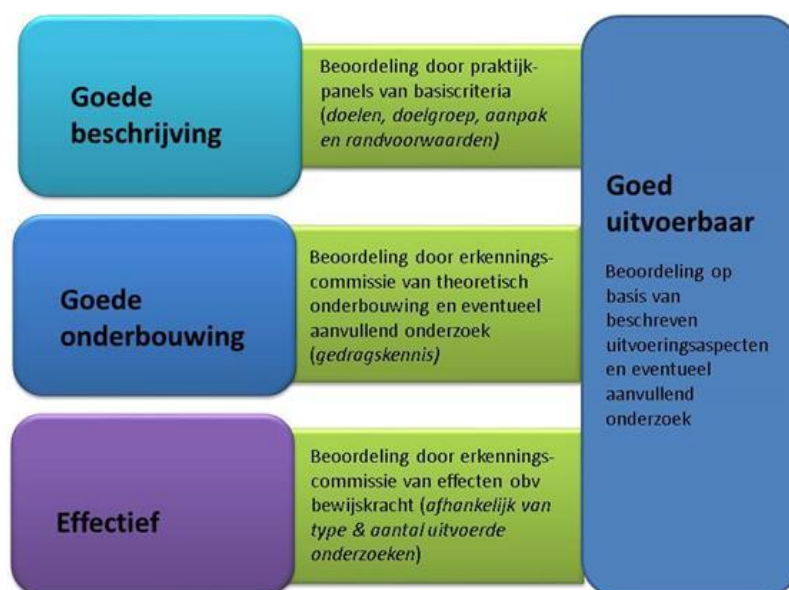 Goede
beschrijving
Beoordeling door praktijk-
panels van basiscriteria
(doelen, doelgroep, aanpak
en randvoorwaarden)
Goede
onderbouwing
Beoordeling door erkennings-
commissie van theoretisch
onderbouwing en eventueel
aanvullend onderzoek
(gedragskennis)
Effectief
Beoordeling door erkennings-
commissie van effecten obv
bewijskracht (afhankelijk van
type & aantal uitvoerde
onderzoeken)
Goed
uitvoerbaar
Beoordeling op
basis van
beschreven
uitvoeringsaspecten
en eventueel
aanvullend
onderzoek